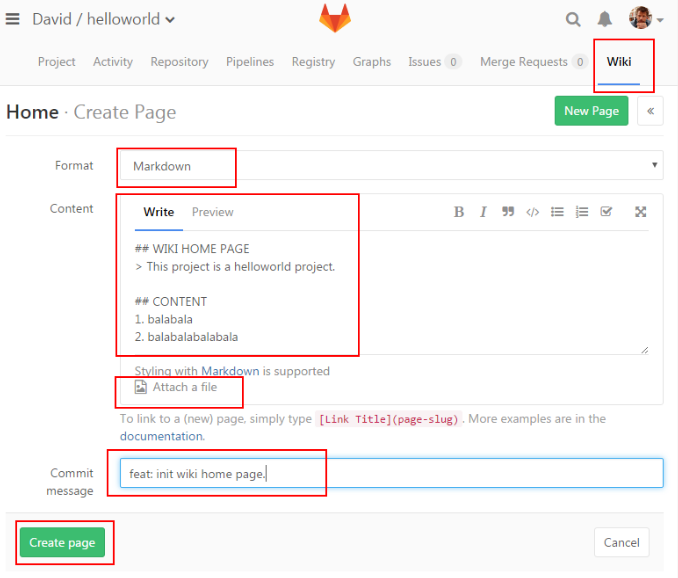 David / helloworld
Project Activity Repository Pipelines Registry Graphs Issues 0 Merge Requests 0 Wiki
Home · Create Page New Page «
Format Markdown
Content Write Preview B I
## WIKI HOME PAGE
> This project is a helloworld project.
## CONTENT
1. balabala
2. balabalabalabala
Styling with Markdown is supported
Attach a file
To link to a (new) page, simply type [Link Title](page-slg). More examples are in the
documentation.
Commit message feat: init wiki home page.
Create page Cancel